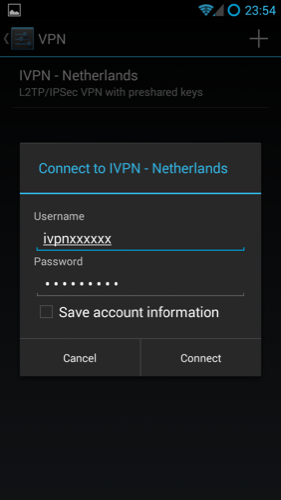 23:54
VPN
IVPN - Netherlands
L2TP/IPSec VPN with preshared keys
Connect to IVPN - Netherlands
Username
ivpnxxxxxx
Password
•••••••••
Save account information
Cancel Connect